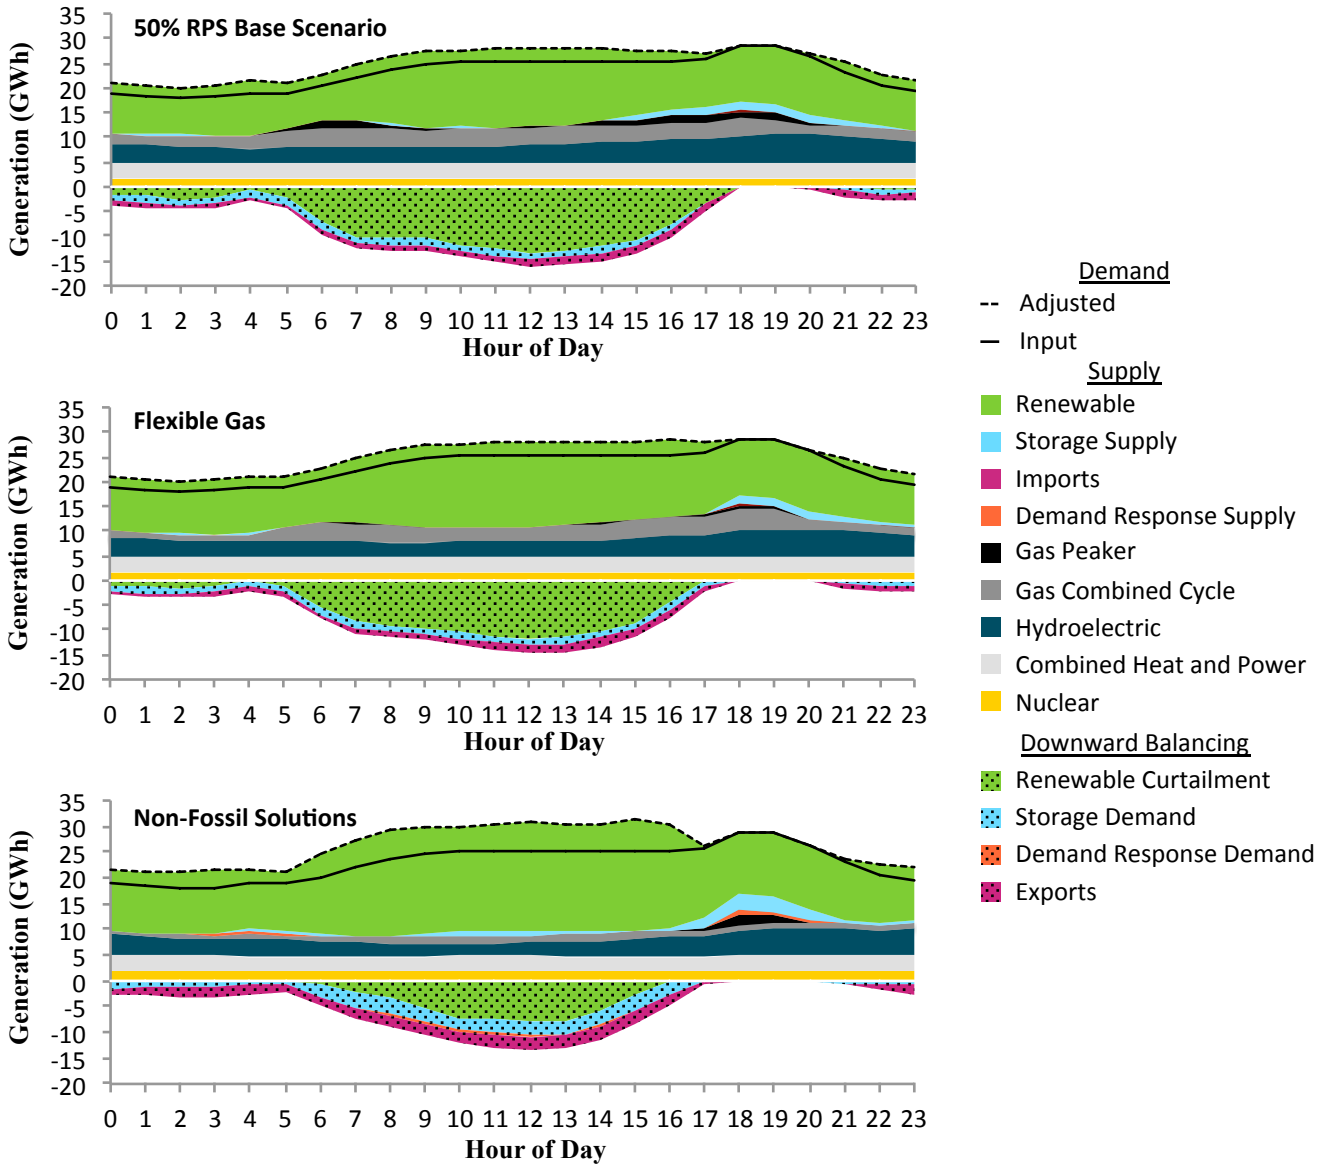 50% RPS Base Scenario
Generation (GWh)
35
30
25
20
15
10
5
0
-5
-10
-15
-20
0 1 2 3 4 5 6 7 8 9 10 11 12 13 14 15 16 17 18 19 20 21 22 23
Hour of Day
Flexible Gas
Generation (GWh)
35
30
25
20
15
10
5
0
-5
-10
-15
-20
0 1 2 3 4 5 6 7 8 9 10 11 12 13 14 15 16 17 18 19 20 21 22 23
Hour of Day
Non-Fossil Solutions
Generation (GWh)
35
30
25
20
15
10
5
0
-5
-10
-15
-20
0 1 2 3 4 5 6 7 8 9 10 11 12 13 14 15 16 17 18 19 20 21 22 23
Hour of Day
Demand
Adjusted
Input
Supply
Renewable
Storage Supply
Imports
Demand Response Supply
Gas Peaker
Gas Combined Cycle
Hydroelectric
Combined Heat and Power
Nuclear
Downward Balancing
Renewable Curtailment
Storage Demand
Demand Response Demand
Exports